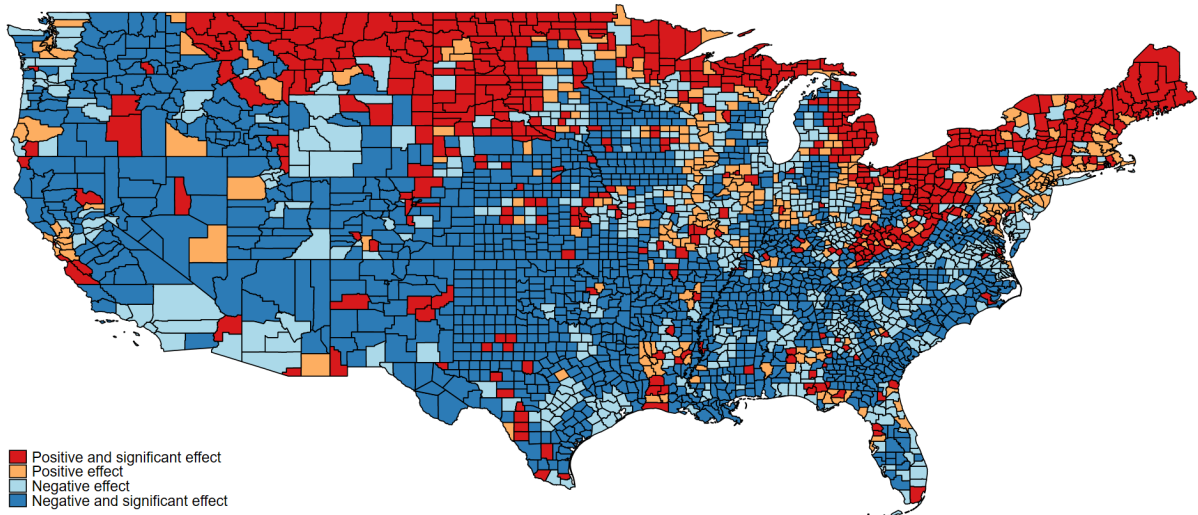 Positive and significant effect
Positive effect
Negative effect
Negative and significant effect